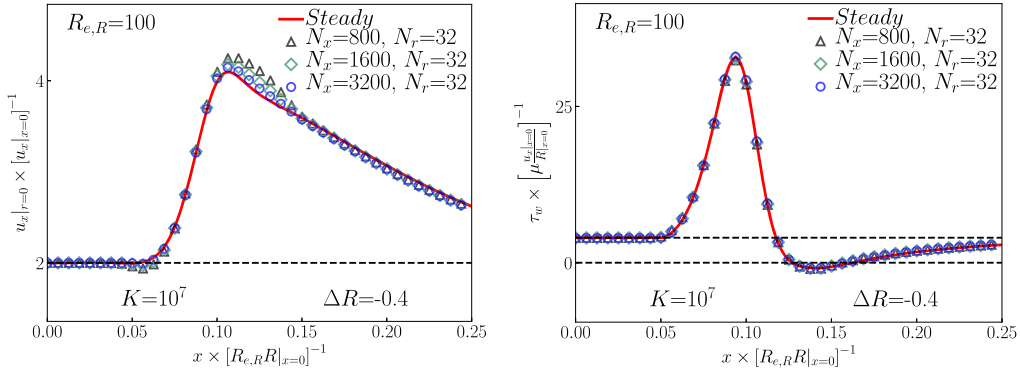 R_{e,R}=100
Steady
N_x=800, N_r=32
N_x=1600, N_r=32
N_x=3200, N_r=32
u_x|_{r=0} × [u_x|_{x=0}]^{-1}
4
2
K=10^7
ΔR=-0.4
0.00 0.05 0.10 0.15 0.20 0.25
x × [R_{e,R}R|_{x=0}]^{-1}
R_{e,R}=100
Steady
N_x=800, N_r=32
N_x=1600, N_r=32
N_x=3200, N_r=32
τ_w × [μ \frac{u_x|_{x=0}}{R|_{x=0}}]^{-1}
25
0
K=10^7
ΔR=-0.4
0.00 0.05 0.10 0.15 0.20 0.25
x × [R_{e,R}R|_{x=0}]^{-1}